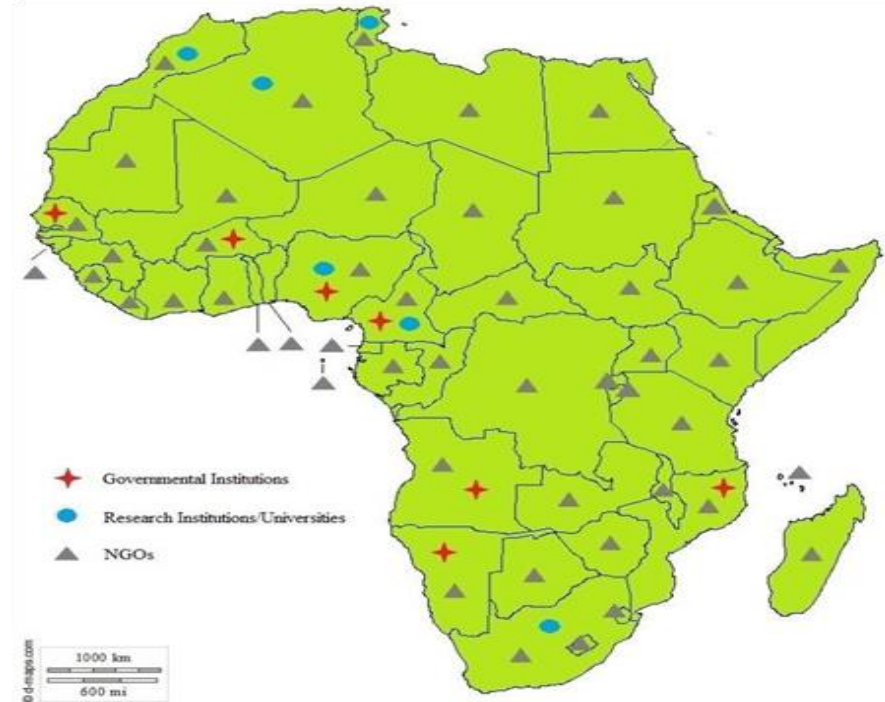 Governmental Institutions
Research Institutions/Universities
NGOs
1000 km
600 mi
© d-maps.com